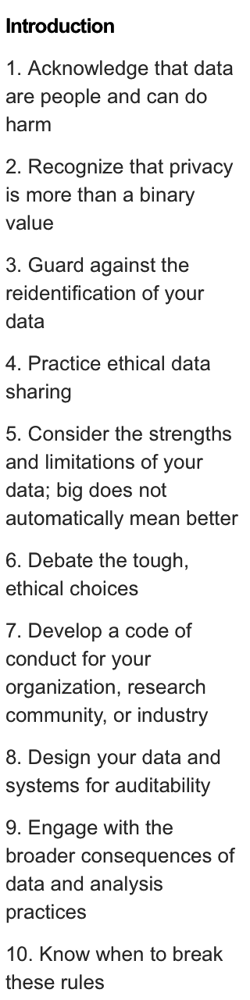 Introduction
1. Acknowledge that data
are people and can do
harm
2. Recognize that privacy
is more than a binary
value
3. Guard against the
reidentification of your
data
4. Practice ethical data
sharing
5. Consider the strengths
and limitations of your
data; big does not
automatically mean better
6. Debate the tough,
ethical choices
7. Develop a code of
conduct for your
organization, research
community, or industry
8. Design your data and
systems for auditability
9. Engage with the
broader consequences of
data and analysis
practices
10. Know when to break
these rules